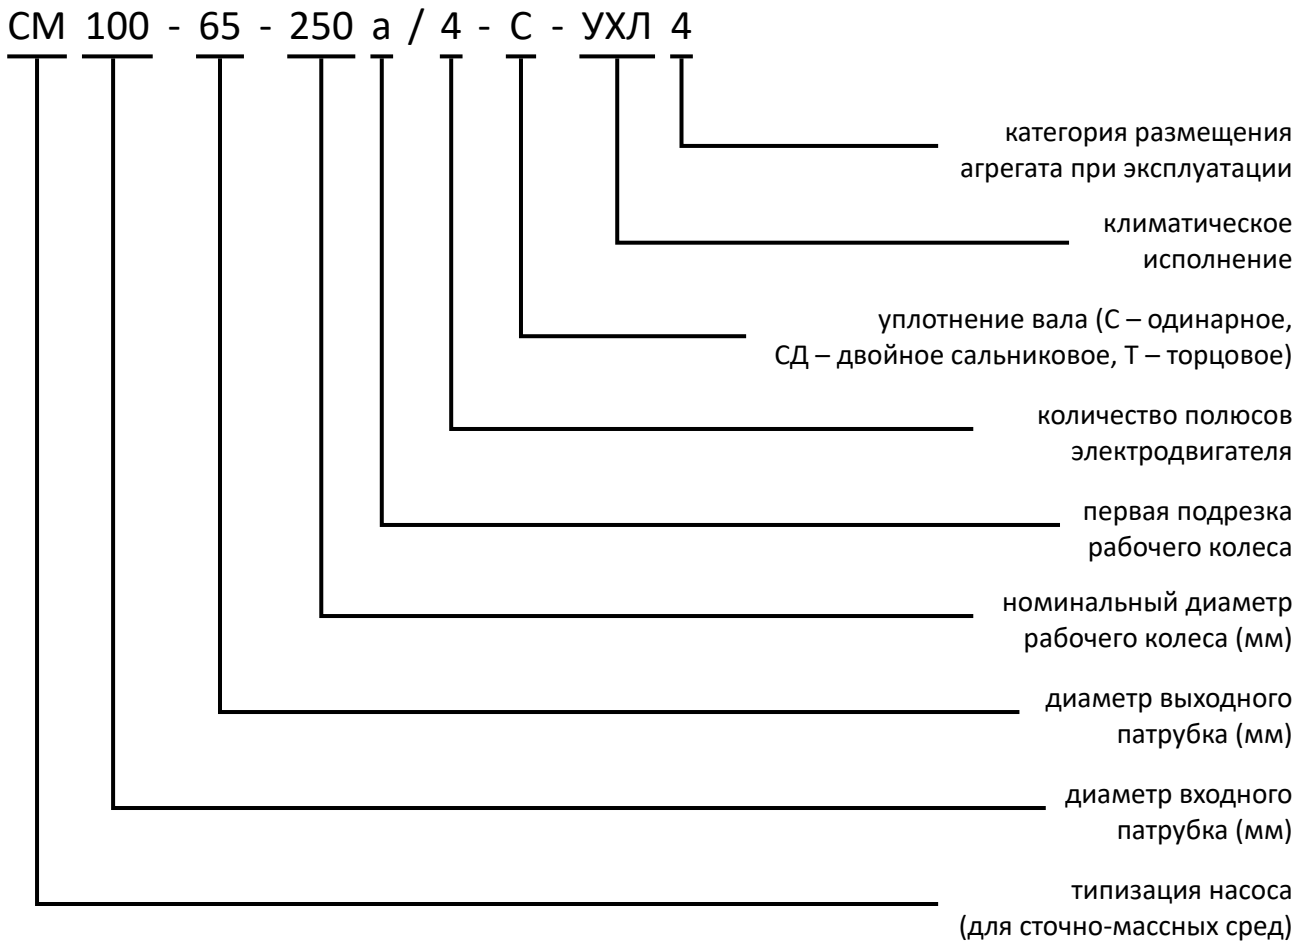 СМ 100 - 65 - 250 а / 4 - С - УХЛ 4
категория размещения
агрегата при эксплуатации
климатическое
исполнение
уплотнение вала (С – одинарное,
СД – двойное сальниковое, Т – торцовое)
количество полюсов
электродвигателя
первая подрезка
рабочего колеса
номинальный диаметр
рабочего колеса (мм)
диаметр выходного
патрубка (мм)
диаметр входного
патрубка (мм)
типизация насоса
(для сточно-массных сред)